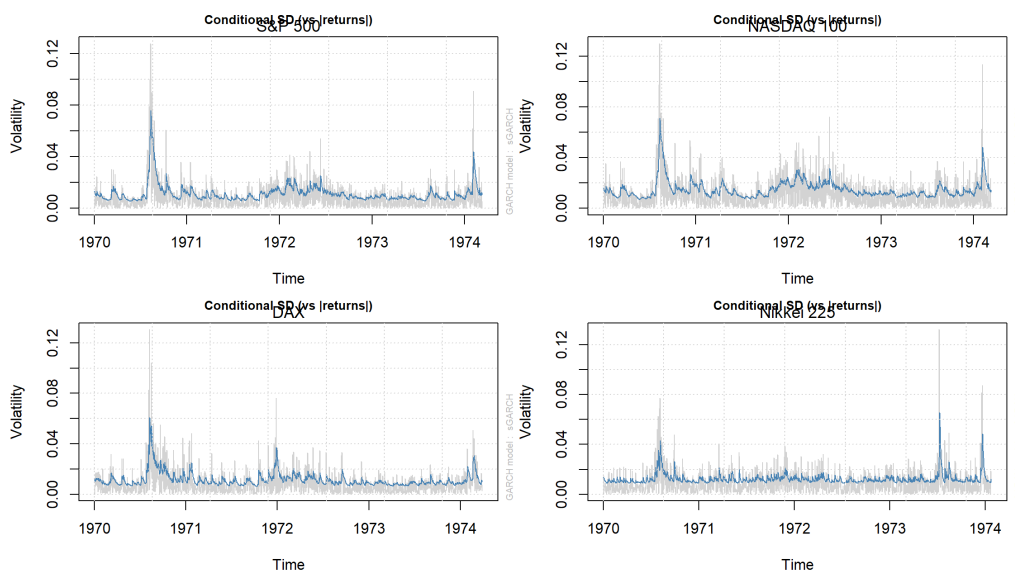 Conditional SD (vs |returns|)
S&P 500
Volatility
0.00 0.04 0.08 0.12
1970 1971 1972 1973 1974
Time
GARCH model : sGARCH
Conditional SD (vs |returns|)
NASDAQ 100
Volatility
0.00 0.04 0.08 0.12
1970 1971 1972 1973 1974
Time
Conditional SD (vs |returns|)
DAX
Volatility
0.00 0.04 0.08 0.12
1970 1971 1972 1973 1974
Time
GARCH model : sGARCH
Conditional SD (vs |returns|)
Nikkei 225
Volatility
0.00 0.04 0.08 0.12
1970 1971 1972 1973 1974
Time